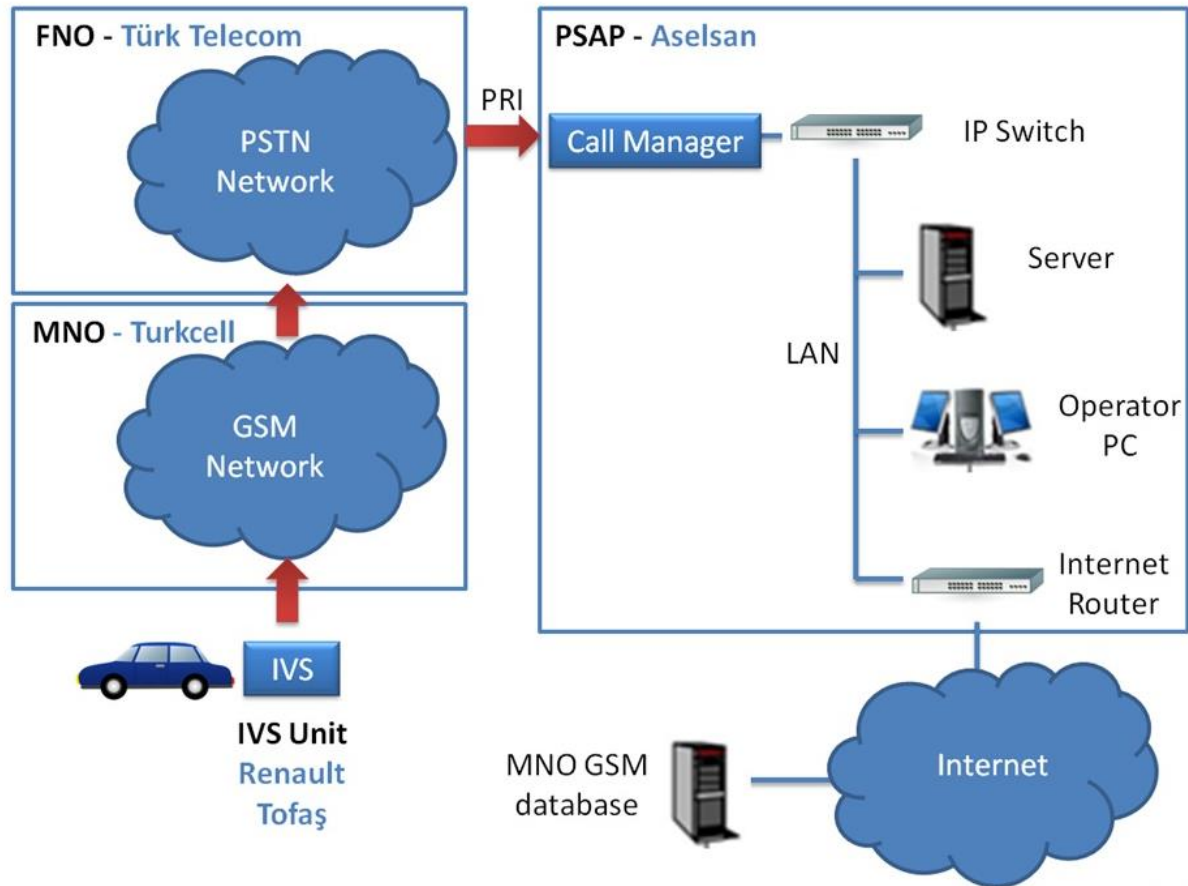 FNO - Türk Telecom
PSTN
Network
PRI
MNO - Turkcell
GSM
Network
IVS
IVS Unit
Renault
Tofaş
PSAP - Aselsan
Call Manager
IP Switch
Server
LAN
Operator
PC
Internet
Router
MNO GSM
database
Internet